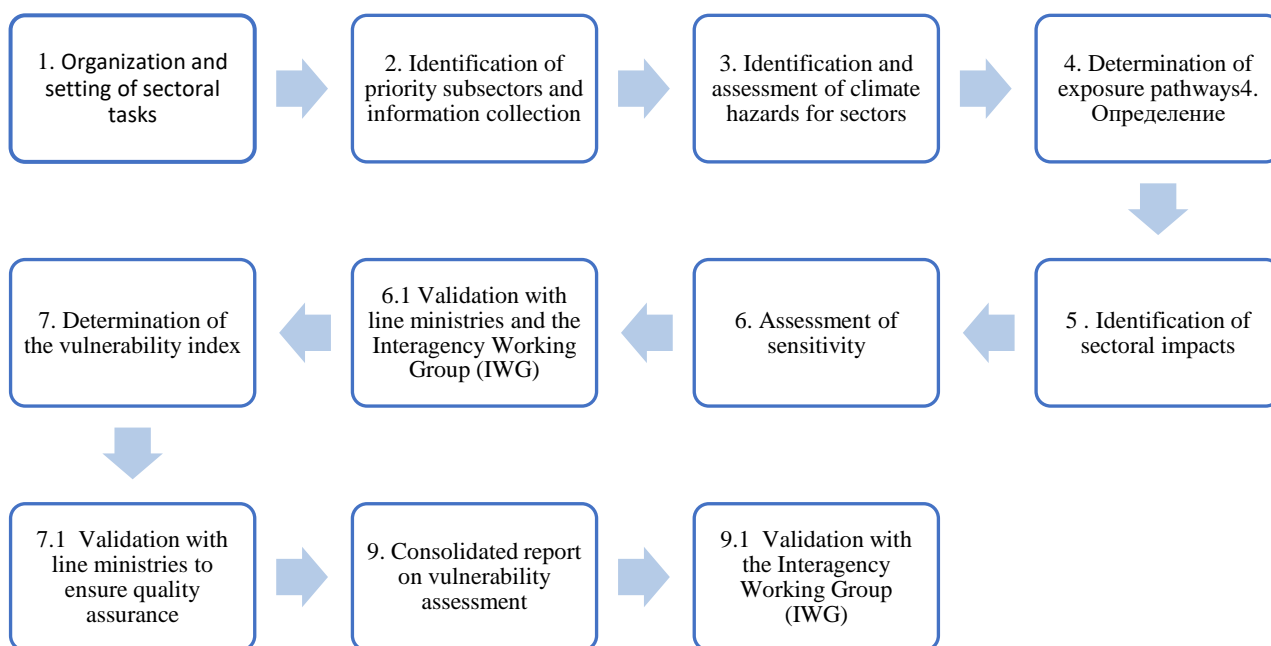 1. Organization and
setting of sectoral
tasks
2. Identification of
priority subsectors and
information collection
3. Identification and
assessment of climate
hazards for sectors
4. Determination of
exposure pathways4.
Определение
5 . Identification of
sectoral impacts
6. Assessment of
sensitivity
6.1 Validation with
line ministries and the
Interagency Working
Group (IWG)
7. Determination of
the vulnerability index
7.1 Validation with
line ministries to
ensure quality
assurance
9. Consolidated report
on vulnerability
assessment
9.1 Validation with
the Interagency
Working Group
(IWG)